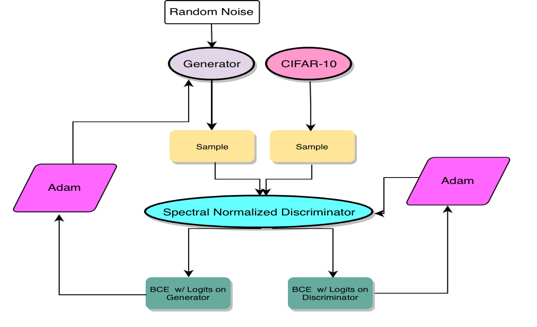 Random Noise
Generator
CIFAR-10
Sample
Sample
Adam
Adam
Spectral Normalized Discriminator
BCE w/ Logits on
Generator
BCE w/ Logits on
Discriminator